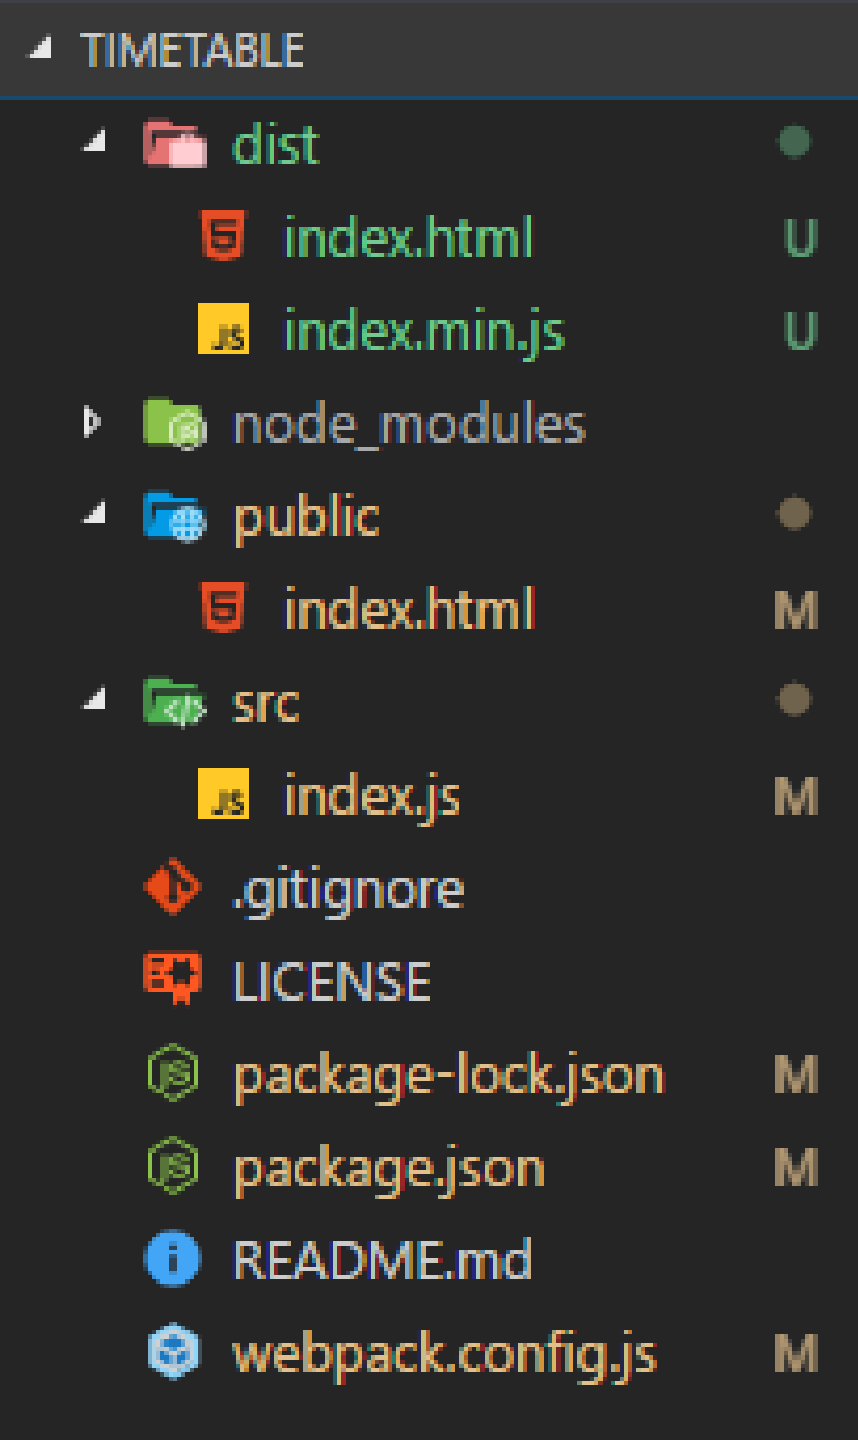 TIMETABLE
dist
index.html U
index.min.js U
node_modules
public
index.html M
src
index.js M
.gitignore
LICENSE
package-lock.json M
package.json M
README.md
webpack.config.js M